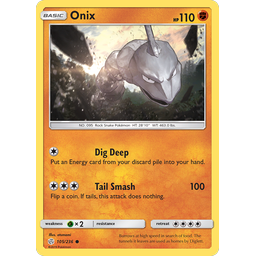 BASIC Onix HP 110
NO. 095 Rock Snake Pokémon HT: 28'10" WT: 463.0 lbs.
Dig Deep
Put an Energy card from your discard pile into your hand.
Tail Smash 100
Flip a coin. If tails, this attack does nothing.
weakness ×2 resistance retreat